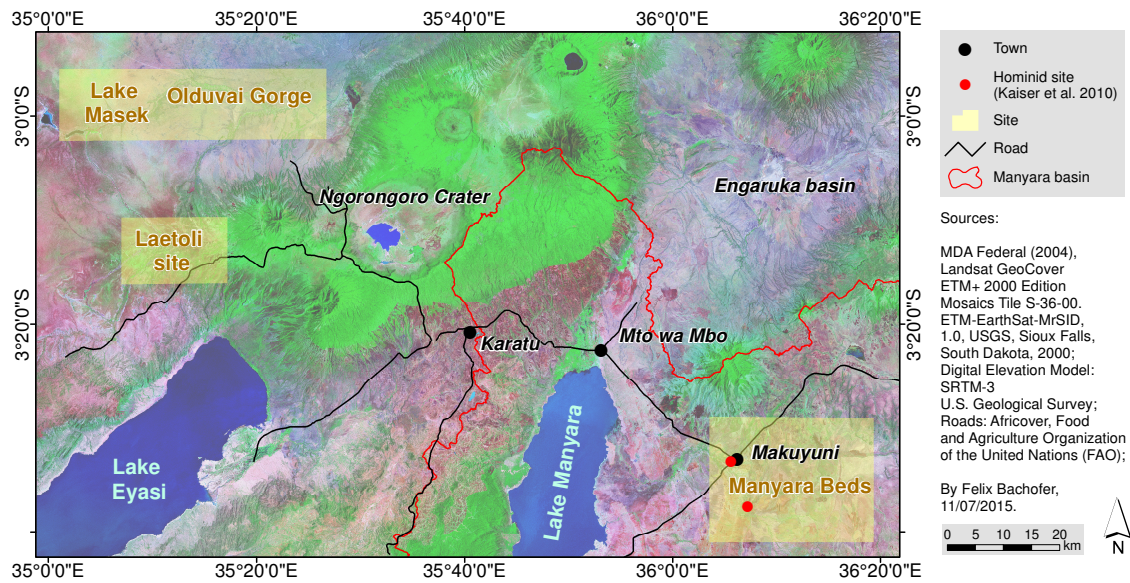 35°0'0"E
35°20'0"E
35°40'0"E
36°0'0"E
36°20'0"E
3°0'0"S
3°20'0"S
Lake
Masek
Olduvai Gorge
Ngorongoro Crater
Engaruka basin
Laetoli
site
Karatu
Mto wa Mbo
Lake
Eyasi
Lake Manyara
Makuyuni
Manyara Beds
3°0'0"S
3°20'0"S
35°0'0"E
35°20'0"E
35°40'0"E
36°0'0"E
36°20'0"E
Town
Hominid site
(Kaiser et al. 2010)
Site
Road
Manyara basin
Sources:
MDA Federal (2004),
Landsat GeoCover
ETM+ 2000 Edition
Mosaics Tile S-36-00.
ETM-EarthSat-MrSID,
1.0, USGS, Sioux Falls,
South Dakota, 2000;
Digital Elevation Model:
SRTM-3
U.S. Geological Survey;
Roads: Africover, Food
and Agriculture Organization
of the United Nations (FAO);
By Felix Bachofer,
11/07/2015.
0 5 10 15 20
km
N